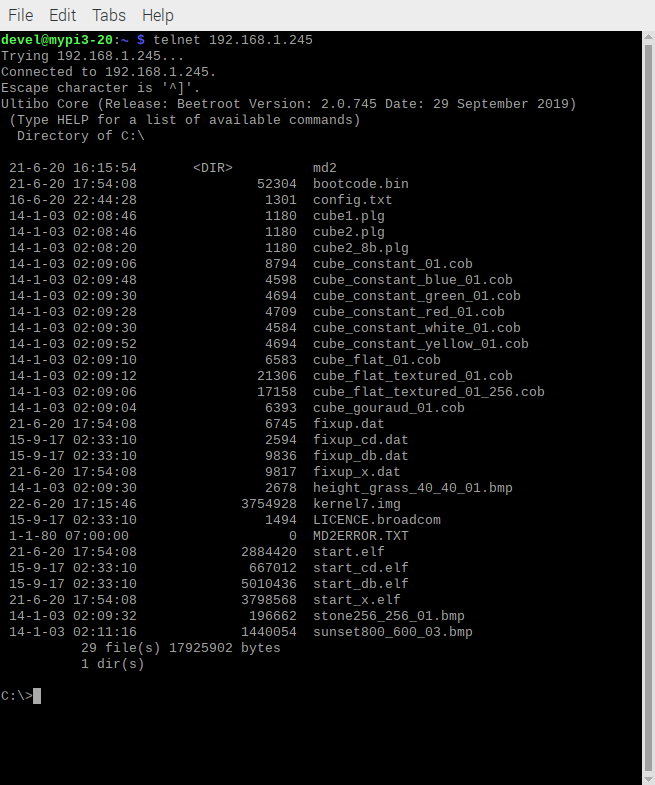 File Edit Tabs Help
devel@mypi3-20:~ $ telnet 192.168.1.245
Trying 192.168.1.245...
Connected to 192.168.1.245.
Escape character is '^]'.
Ultibo Core (Release: Beetroot Version: 2.0.745 Date: 29 September 2019)
 (Type HELP for a list of available commands)
  Directory of C:\
 21-6-20 16:15:54       <DIR>          md2
 21-6-20 17:54:08               52304  bootcode.bin
 16-6-20 22:44:28                1301  config.txt
 14-1-03 02:08:46                1180  cube1.plg
 14-1-03 02:08:46                1180  cube2.plg
 14-1-03 02:08:20                1180  cube2_8b.plg
 14-1-03 02:09:06                8794  cube_constant_01.cob
 14-1-03 02:09:48                4598  cube_constant_blue_01.cob
 14-1-03 02:09:30                4694  cube_constant_green_01.cob
 14-1-03 02:09:28                4709  cube_constant_red_01.cob
 14-1-03 02:09:30                4584  cube_constant_white_01.cob
 14-1-03 02:09:52                4694  cube_constant_yellow_01.cob
 14-1-03 02:09:10                6583  cube_flat_01.cob
 14-1-03 02:09:12               21306  cube_flat_textured_01.cob
 14-1-03 02:09:06               17158  cube_flat_textured_01_256.cob
 14-1-03 02:09:04                6393  cube_gouraud_01.cob
 21-6-20 17:54:08                6745  fixup.dat
 15-9-17 02:33:10                2594  fixup_cd.dat
 15-9-17 02:33:10                9836  fixup_db.dat
 21-6-20 17:54:08                9817  fixup_x.dat
 14-1-03 02:09:30                2678  height_grass_40_40_01.bmp
 22-6-20 17:15:46             3754928  kernel7.img
 15-9-17 02:33:10                1494  LICENCE.broadcom
 1-1-80 07:00:00                    0  MD2ERROR.TXT
 21-6-20 17:54:08             2884420  start.elf
 15-9-17 02:33:10              667012  start_cd.elf
 15-9-17 02:33:10             5010436  start_db.elf
 21-6-20 17:54:08             3798568  start_x.elf
 14-1-03 02:09:32              196662  stone256_256_01.bmp
 14-1-03 02:11:16             1440054  sunset800_600_03.bmp
          29 file(s) 17925902 bytes
          1 dir(s)
C:\>